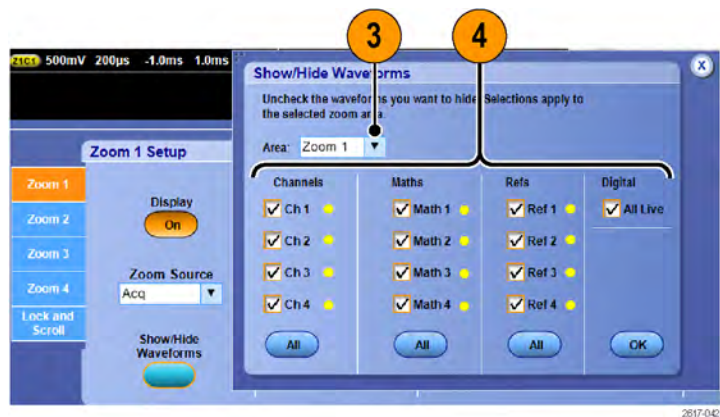 3
4
Z1C1 500mV 200µs -1.0ms 1.0ms
Show/Hide Waveforms
X
Uncheck the waveforms you want to hide. Selections apply to
the selected zoom area.
Area: Zoom 1
Zoom 1 Setup
Zoom 1
Zoom 2
Zoom 3
Zoom 4
Lock and
Scroll
Display
On
Zoom Source
Acq
Show/Hide
Waveforms
Channels Maths Refs Digital
Ch 1 Math 1 Ref 1 All Live
Ch 2 Math 2 Ref 2
Ch 3 Math 3 Ref 3
Ch 4 Math 4 Ref 4
All All All OK
2617-042